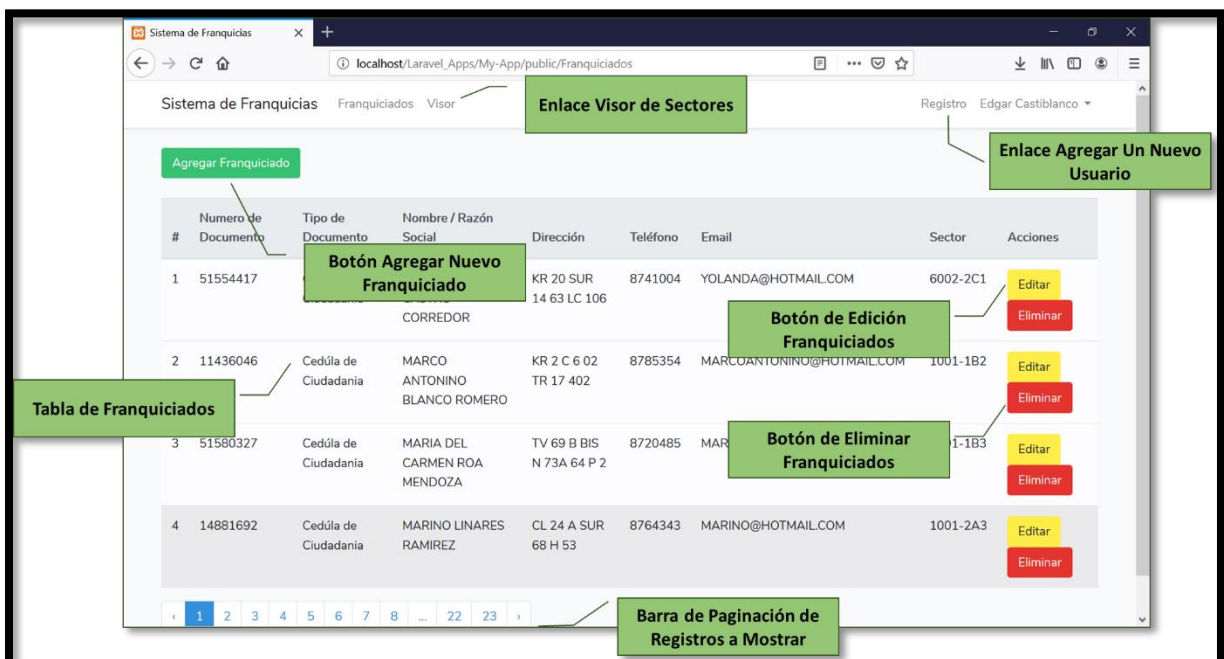 Sistema de Franquicias
localhost/Laravel_Apps/My-App/public/Franquiciados
Sistema de Franquicias Franquiciados Visor
Enlace Visor de Sectores
Registro Edgar Castiblanco
Enlace Agregar Un Nuevo
Usuario
Agregar Franquiciado
# Numero de Documento Tipo de Documento Nombre / Razón Social Dirección Teléfono Email Sector Acciones
Botón Agregar Nuevo
Franquiciado
1 51554417
CORREDOR
KR 20 SUR
14 63 LC 106
8741004 YOLANDA@HOTMAIL.COM 6002-2C1 Editar
Eliminar
Botón de Edición
Franquiciados
2 11436046 Cedúla de
Ciudadania
MARCO
ANTONINO
BLANCO ROMERO
KR 2 C 6 02
TR 17 402
8785354 MARCOANTONINO@HOTMAIL.COM 1001-1B2 Editar
Eliminar
Tabla de Franquiciados
Botón de Eliminar
Franquiciados
3 51580327 Cedúla de
Ciudadania
MARIA DEL
CARMEN ROA
MENDOZA
TV 69 B BIS
N 73A 64 P 2
8720485 Editar
Eliminar
4 14881692 Cedúla de
Ciudadania
MARINO LINARES
RAMIREZ
CL 24 A SUR
68 H 53
8764343 MARINO@HOTMAIL.COM 1001-2A3 Editar
Eliminar
‹ 1 2 3 4 5 6 7 8 ... 22 23 ›
Barra de Paginación de
Registros a Mostrar